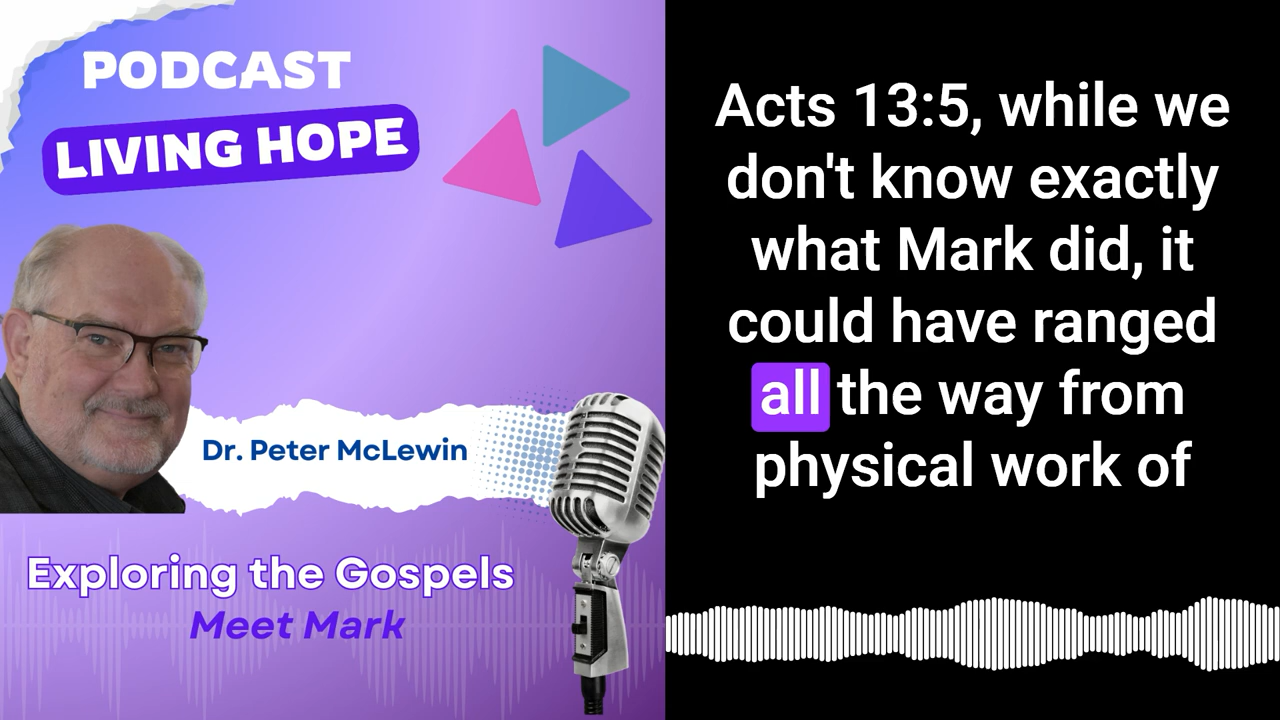 PODCAST
LIVING HOPE
Dr. Peter McLewin
Exploring the Gospels
Meet Mark
Acts 13:5, while we
don't know exactly
what Mark did, it
could have ranged
all the way from
physical work of